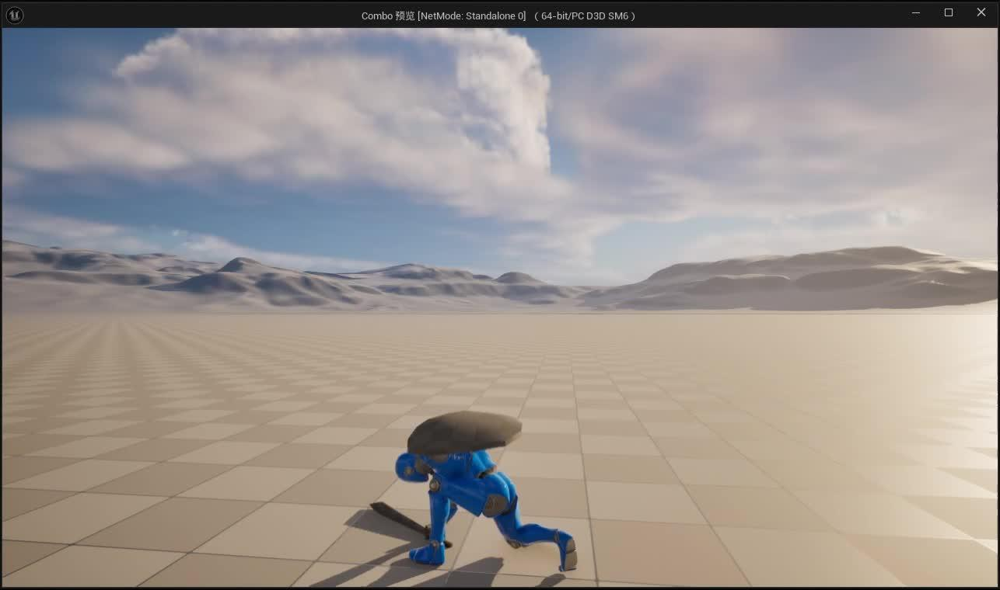 Combo 预览 [NetMode: Standalone 0] ( 64-bit/PC D3D SM6 )